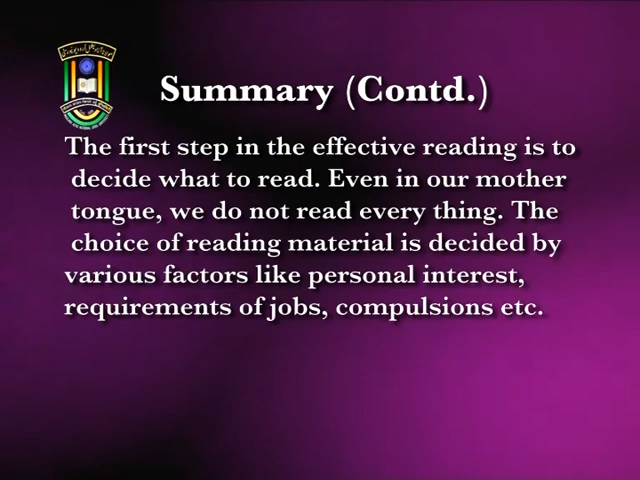 Summary (Contd.)
The first step in the effective reading is to
decide what to read. Even in our mother
tongue, we do not read every thing. The
choice of reading material is decided by
various factors like personal interest,
requirements of jobs, compulsions etc.